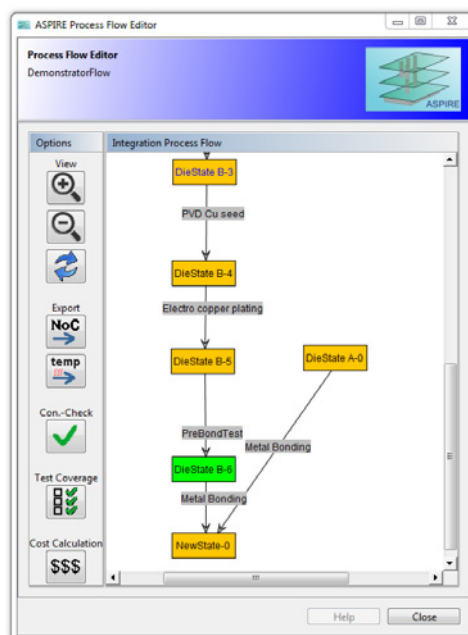 ASPIRE Process Flow Editor
Process Flow Editor
DemonstratorFlow
ASPIRE
Options
Integration Process Flow
View
Export
NoC
temp
Con.-Check
Test Coverage
Cost Calculation
$$$
DieState B-3
PVD Cu seed
DieState B-4
Electro copper plating
DieState B-5
DieState A-0
PreBondTest
Metal Bonding
DieState B-6
Metal Bonding
NewState-0
Help
Close